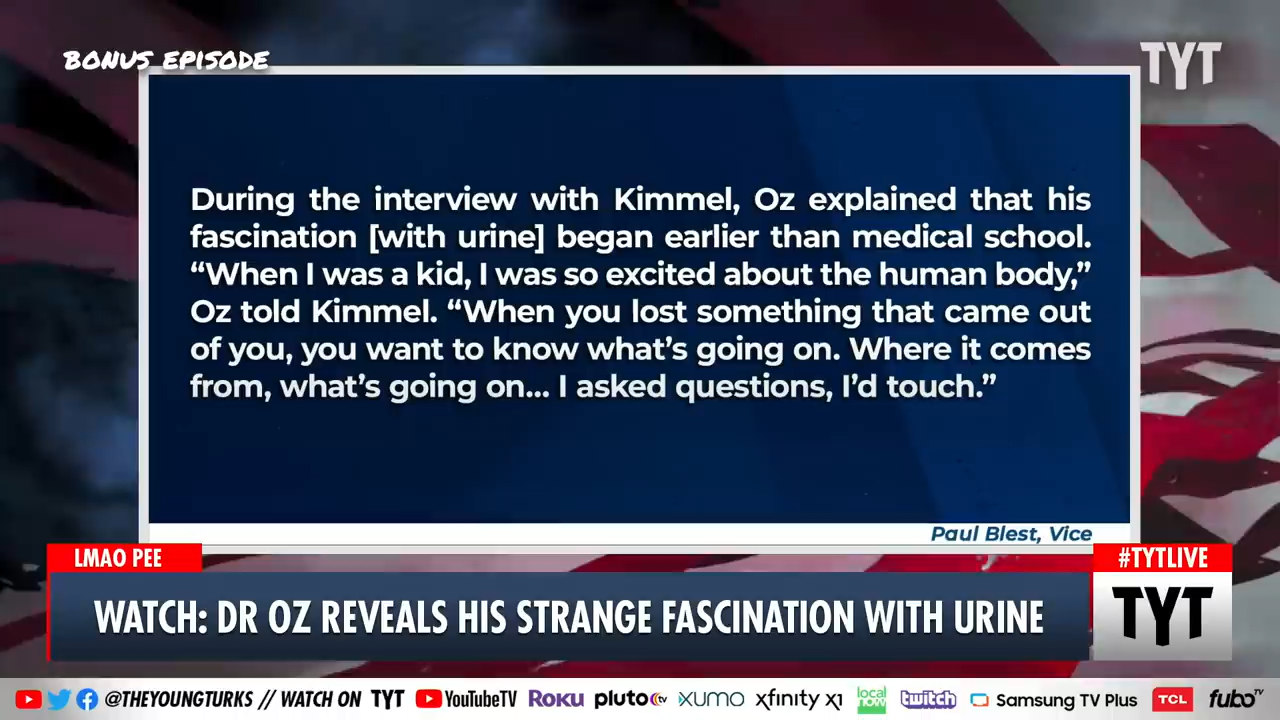 BONUS EPISODE
TYT
During the interview with Kimmel, Oz explained that his
fascination [with urine] began earlier than medical school.
“When I was a kid, I was so excited about the human body,”
Oz told Kimmel. “When you lost something that came out
of you, you want to know what’s going on. Where it comes
from, what’s going on... I asked questions, I’d touch.”
Paul Blest, Vice
LMAO PEE
#TYTLIVE
WATCH: DR OZ REVEALS HIS STRANGE FASCINATION WITH URINE
TYT
@THEYOUNGTURKS // WATCH ON TYT YouTubeTV ROKU pluto tv XUMO xfinity X1 local now twitch Samsung TV Plus TCL fubo TV